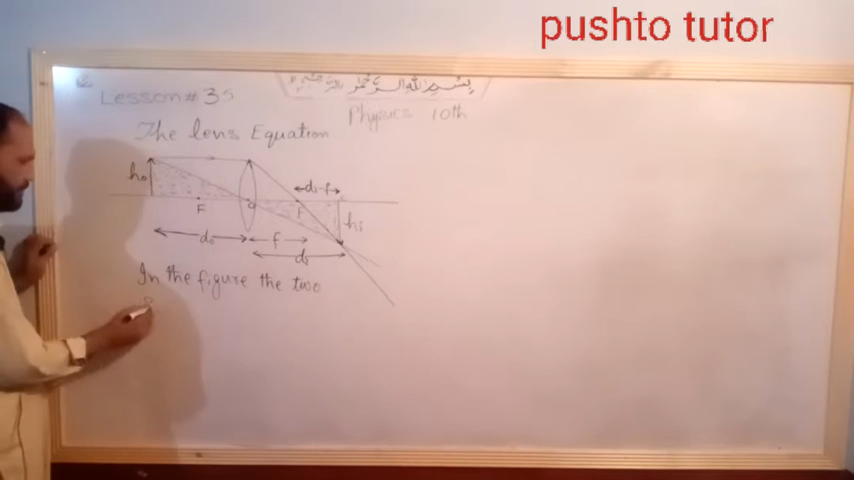 pushto tutor
بسم الله الرحمن الرحیم
Lesson # 35
Physics 10th
The lens Equation
ho
di-f
F
o
F
hi
do
f
di
In the figure the two